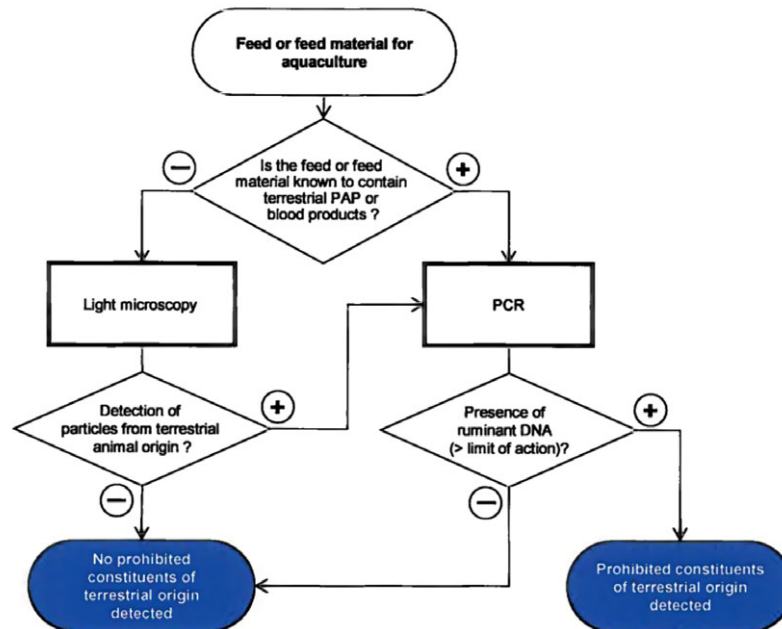 Feed or feed material for
aquaculture
Is the feed or feed
material known to contain
terrestrial PAP or
blood products ?
Light microscopy
PCR
Detection of
particles from terrestrial
animal origin ?
Presence of
ruminant DNA
(> limit of action)?
No prohibited
constituents of
terrestrial origin
detected
Prohibited constituents
of terrestrial origin
detected